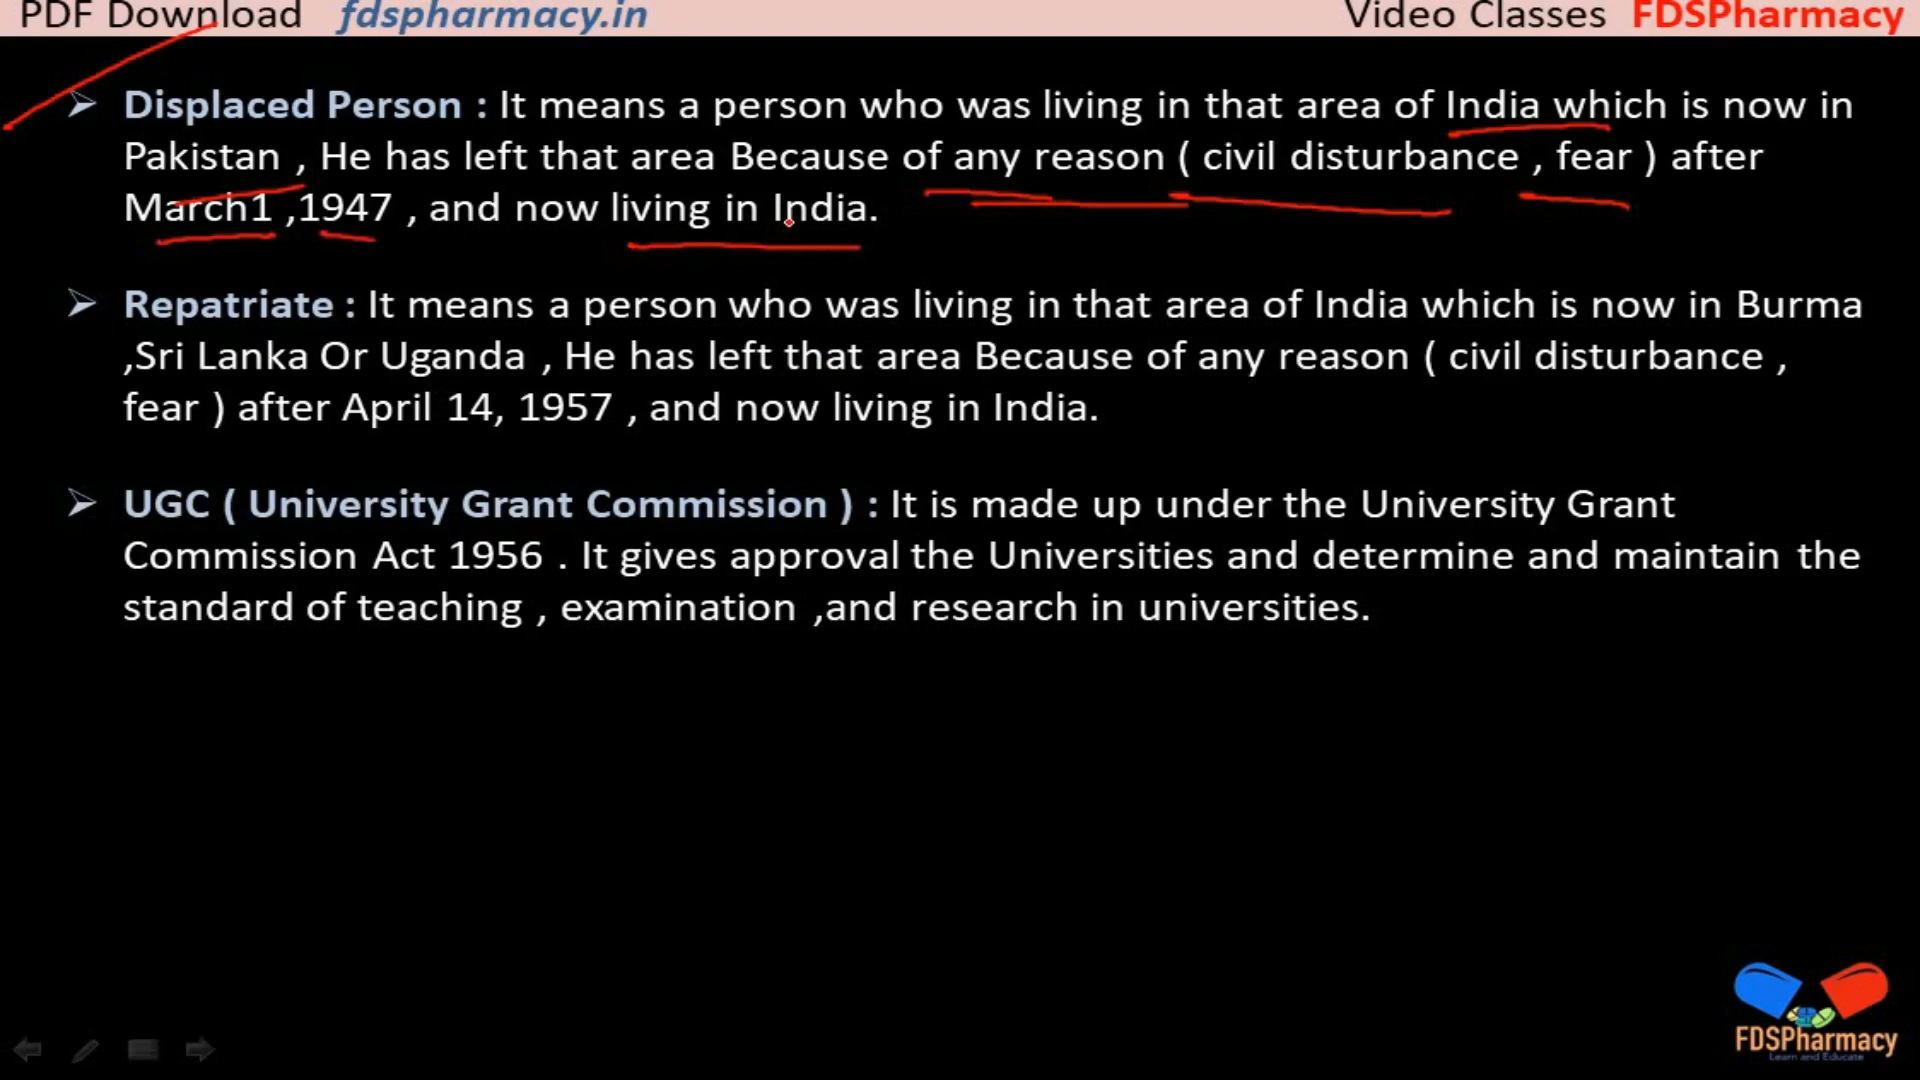 PDF Download fdspharmacy.in Video Classes FDSPharmacy
Displaced Person : It means a person who was living in that area of India which is now in
Pakistan , He has left that area Because of any reason ( civil disturbance , fear ) after
March1 ,1947 , and now living in India.
Repatriate : It means a person who was living in that area of India which is now in Burma
,Sri Lanka Or Uganda , He has left that area Because of any reason ( civil disturbance ,
fear ) after April 14, 1957 , and now living in India.
UGC ( University Grant Commission ) : It is made up under the University Grant
Commission Act 1956 . It gives approval the Universities and determine and maintain the
standard of teaching , examination ,and research in universities.
FDSPharmacy
Learn and Educate